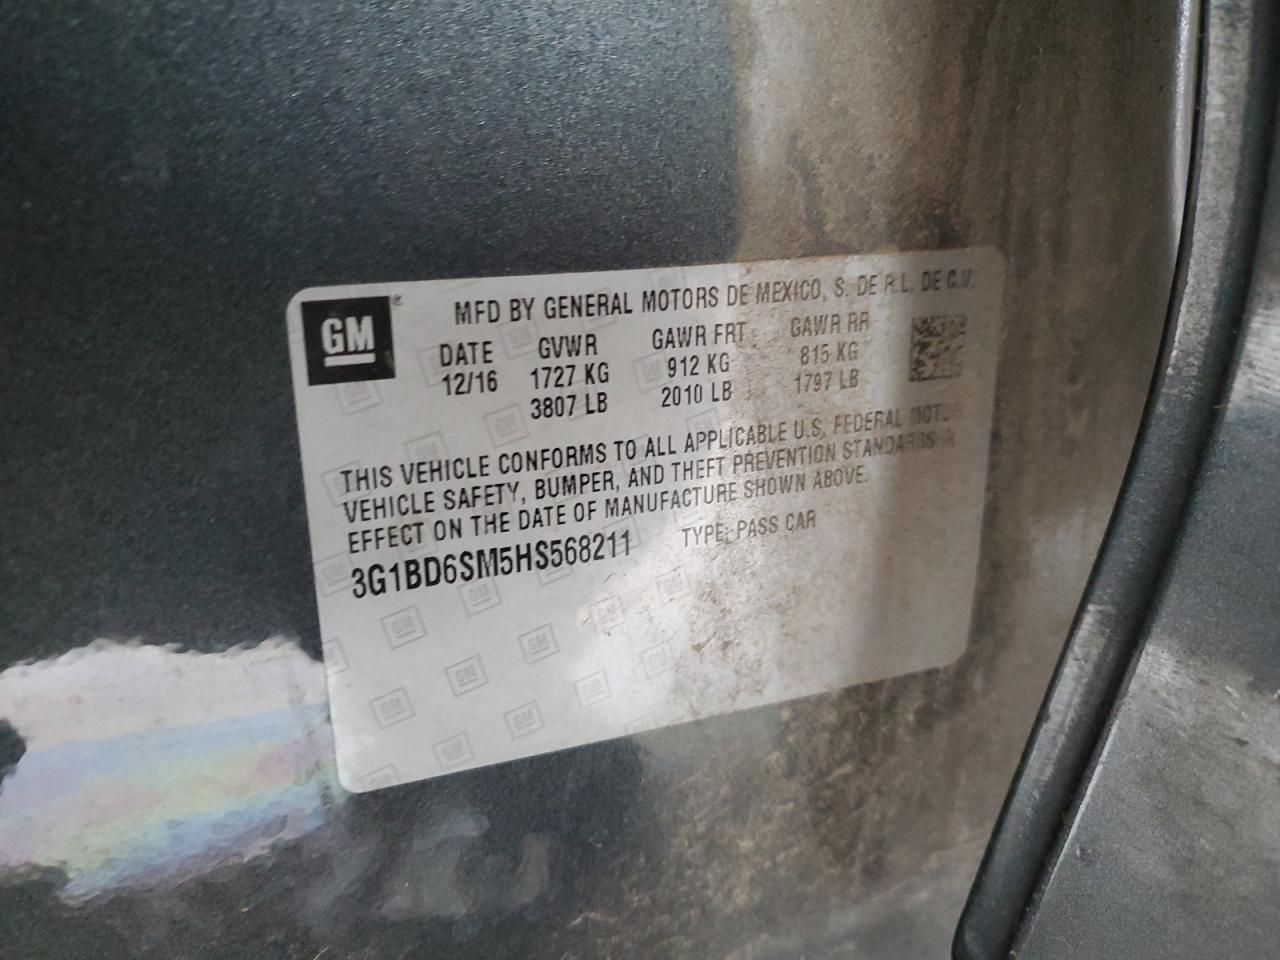 GM
MFD BY GENERAL MOTORS DE MEXICO, S. DE R.L. DE C.V.
DATE GVWR GAWR FRT GAWR RR
12/16 1727 KG 912 KG 815 KG
3807 LB 2010 LB 1797 LB
THIS VEHICLE CONFORMS TO ALL APPLICABLE U.S. FEDERAL MOTOR
VEHICLE SAFETY, BUMPER, AND THEFT PREVENTION STANDARDS
EFFECT ON THE DATE OF MANUFACTURE SHOWN ABOVE.
3G1BD6SM5HS568211 TYPE: PASS CAR